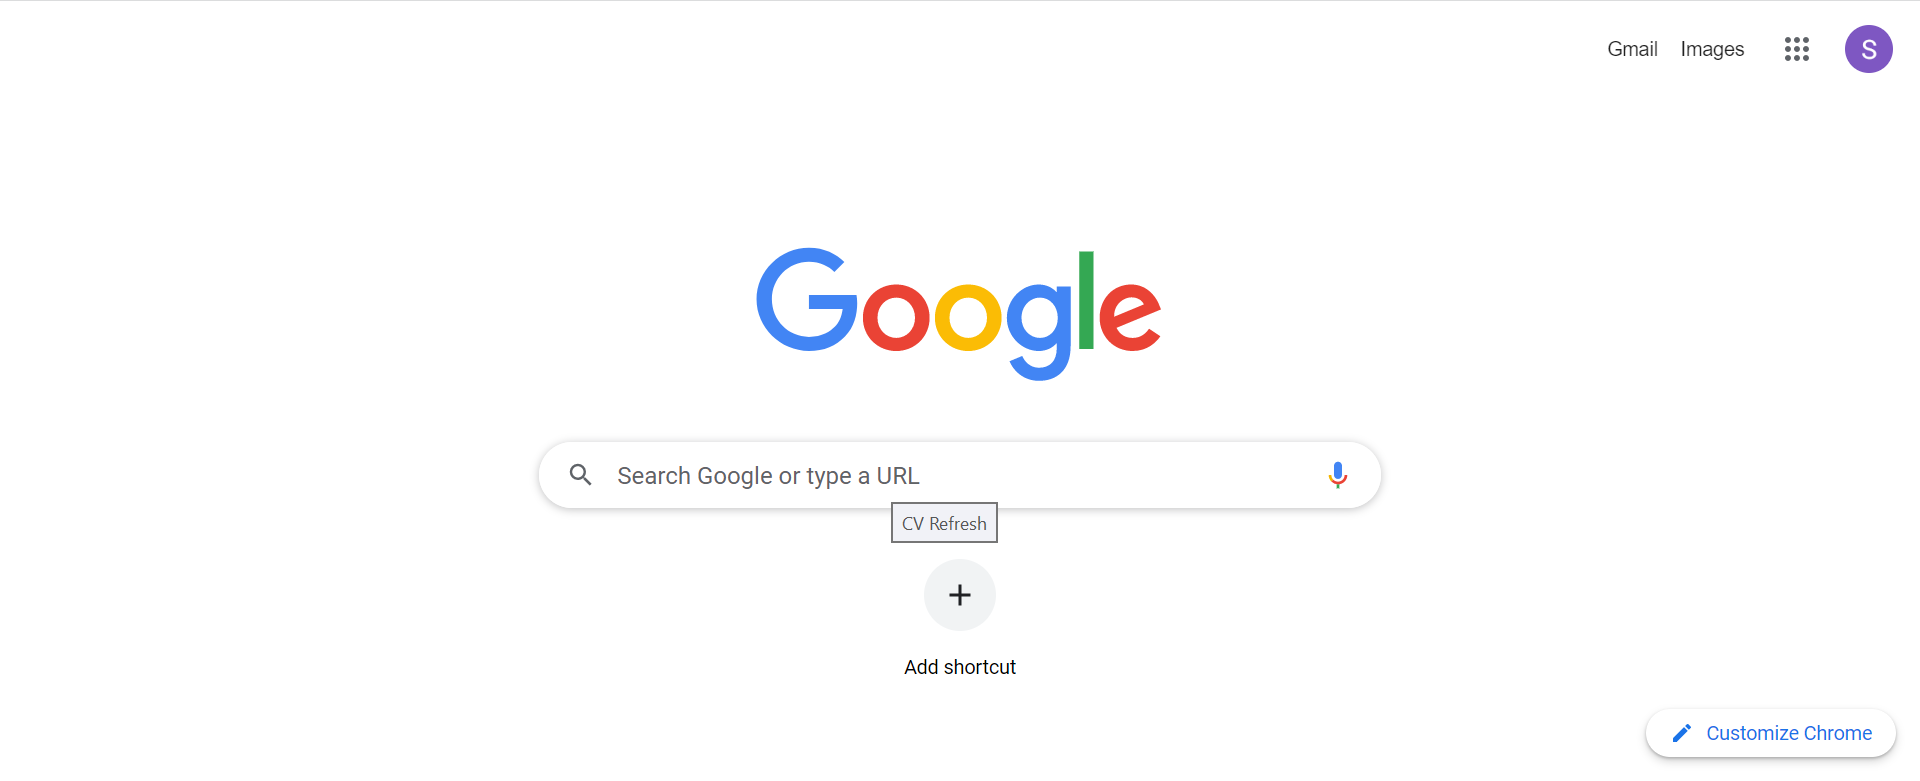 Gmail Images
S
Google
Search Google or type a URL
CV Refresh
Add shortcut
Customize Chrome